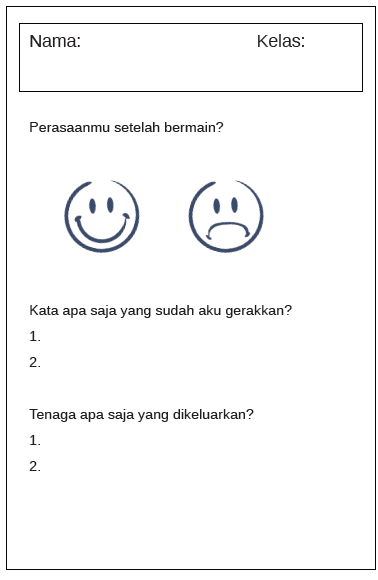 Nama: Kelas:
Perasaanmu setelah bermain?
Kata apa saja yang sudah aku gerakkan?
1.
2.
Tenaga apa saja yang dikeluarkan?
1.
2.